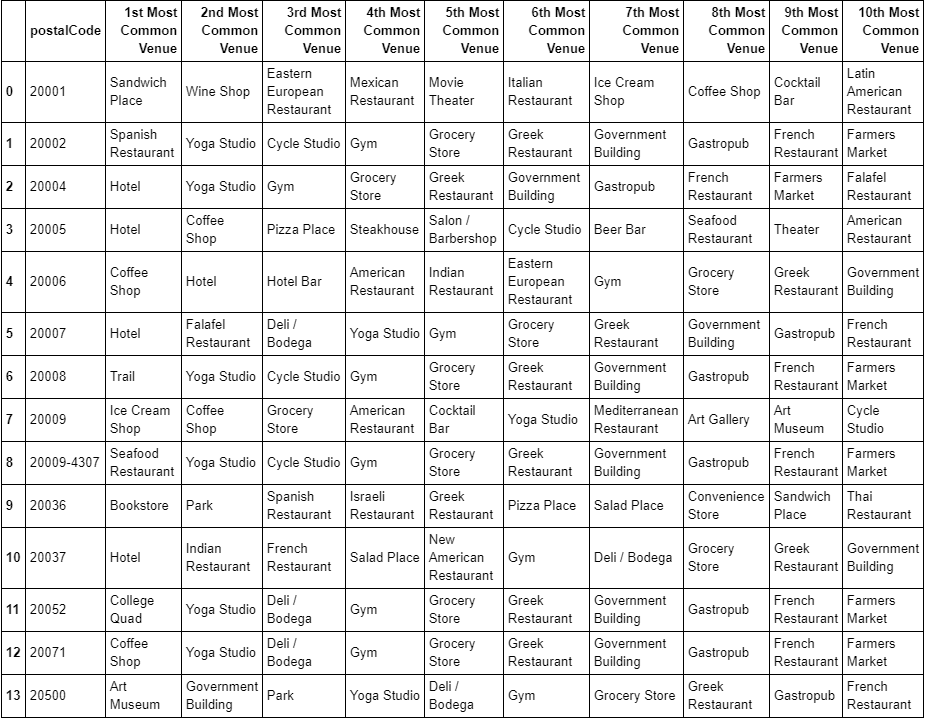 postalCode 1st Most Common Venue 2nd Most Common Venue 3rd Most Common Venue 4th Most Common Venue 5th Most Common Venue 6th Most Common Venue 7th Most Common Venue 8th Most Common Venue 9th Most Common Venue 10th Most Common Venue
0 20001 Sandwich Place Wine Shop Eastern European Restaurant Mexican Restaurant Movie Theater Italian Restaurant Ice Cream Shop Coffee Shop Cocktail Bar Latin American Restaurant
1 20002 Spanish Restaurant Yoga Studio Cycle Studio Gym Grocery Store Greek Restaurant Government Building Gastropub French Restaurant Farmers Market
2 20004 Hotel Yoga Studio Gym Grocery Store Greek Restaurant Government Building Gastropub French Restaurant Farmers Market Falafel Restaurant
3 20005 Hotel Coffee Shop Pizza Place Steakhouse Salon / Barbershop Cycle Studio Beer Bar Seafood Restaurant Theater American Restaurant
4 20006 Coffee Shop Hotel Hotel Bar American Restaurant Indian Restaurant Eastern European Restaurant Gym Grocery Store Greek Restaurant Government Building
5 20007 Hotel Falafel Restaurant Deli / Bodega Yoga Studio Gym Grocery Store Greek Restaurant Government Building Gastropub French Restaurant
6 20008 Trail Yoga Studio Cycle Studio Gym Grocery Store Greek Restaurant Government Building Gastropub French Restaurant Farmers Market
7 20009 Ice Cream Shop Coffee Shop Grocery Store American Restaurant Cocktail Bar Yoga Studio Mediterranean Restaurant Art Gallery Art Museum Cycle Studio
8 20009-4307 Seafood Restaurant Yoga Studio Cycle Studio Gym Grocery Store Greek Restaurant Government Building Gastropub French Restaurant Farmers Market
9 20036 Bookstore Park Spanish Restaurant Israeli Restaurant Greek Restaurant Pizza Place Salad Place Convenience Store Sandwich Place Thai Restaurant
10 20037 Hotel Indian Restaurant French Restaurant Salad Place New American Restaurant Gym Deli / Bodega Grocery Store Greek Restaurant Government Building
11 20052 College Quad Yoga Studio Deli / Bodega Gym Grocery Store Greek Restaurant Government Building Gastropub French Restaurant Farmers Market
12 20071 Coffee Shop Yoga Studio Deli / Bodega Gym Grocery Store Greek Restaurant Government Building Gastropub French Restaurant Farmers Market
13 20500 Art Museum Government Building Park Yoga Studio Deli / Bodega Gym Grocery Store Greek Restaurant Gastropub French Restaurant